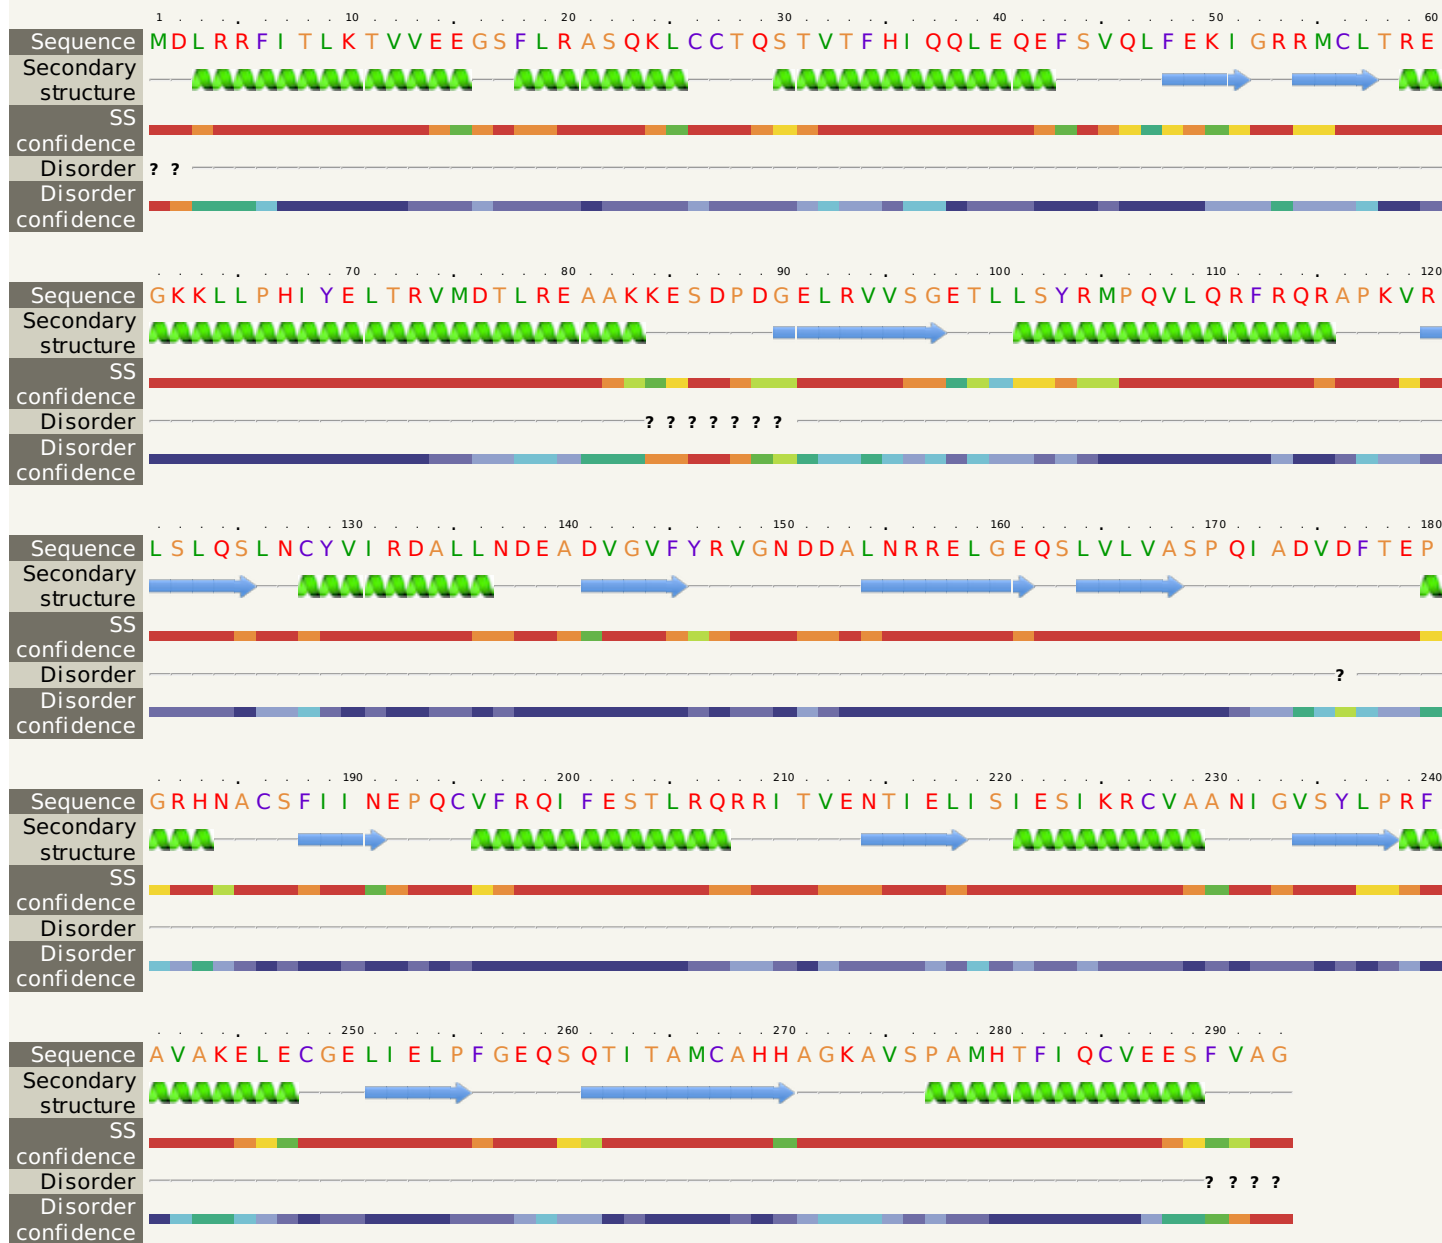 1 10 20 30 40 50 60
Sequence M D L R R F I T L K T V V E E G S F L R A S Q K L C C T Q S T V T F H I Q Q L E Q E F S V Q L F E K I G R R M C L T R E
Secondary
structure
SS
confidence
Disorder ? ?
Disorder
confidence
70 80 90 100 110 120
Sequence G K K L L P H I Y E L T R V M D T L R E A A K K E S D P D G E L R V V S G E T L L S Y R M P Q V L Q R F R Q R A P K V R
Secondary
structure
SS
confidence
Disorder ? ? ? ? ? ? ?
Disorder
confidence
130 140 150 160 170 180
Sequence L S L Q S L N C Y V I R D A L L N D E A D V G V F Y R V G N D D A L N R R E L G E Q S L V L V A S P Q I A D V D F T E P
Secondary
structure
SS
confidence
Disorder ?
Disorder
confidence
190 200 210 220 230 240
Sequence G R H N A C S F I I N E P Q C V F R Q I F E S T L R Q R R I T V E N T I E L I S I E S I K R C V A A N I G V S Y L P R F
Secondary
structure
SS
confidence
Disorder
Disorder
confidence
250 260 270 280 290
Sequence A V A K E L E C G E L I E L P F G E Q S Q T I T A M C A H H A G K A V S P A M H T F I Q C V E E S F V A G
Secondary
structure
SS
confidence
Disorder ? ? ? ?
Disorder
confidence